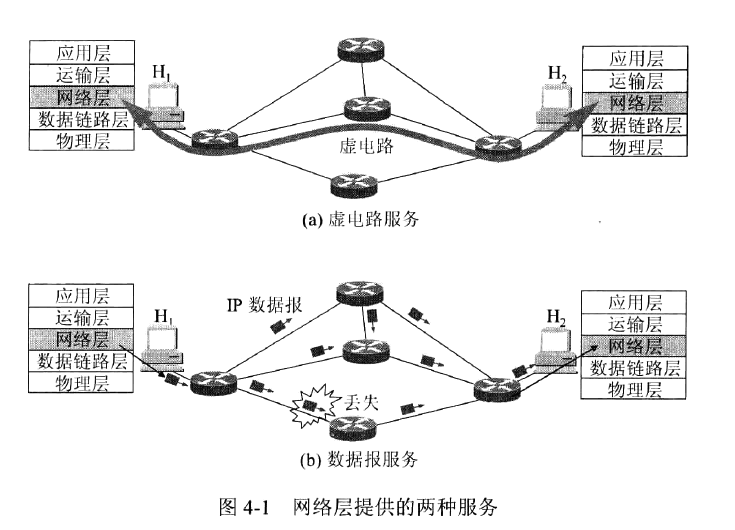 应用层
运输层
网络层
数据链路层
物理层
H₁
虚电路
H₂
应用层
运输层
网络层
数据链路层
物理层
(a) 虚电路服务
应用层
运输层
网络层
数据链路层
物理层
H₁
IP 数据报
丢失
H₂
应用层
运输层
网络层
数据链路层
物理层
(b) 数据报服务
图 4-1 网络层提供的两种服务